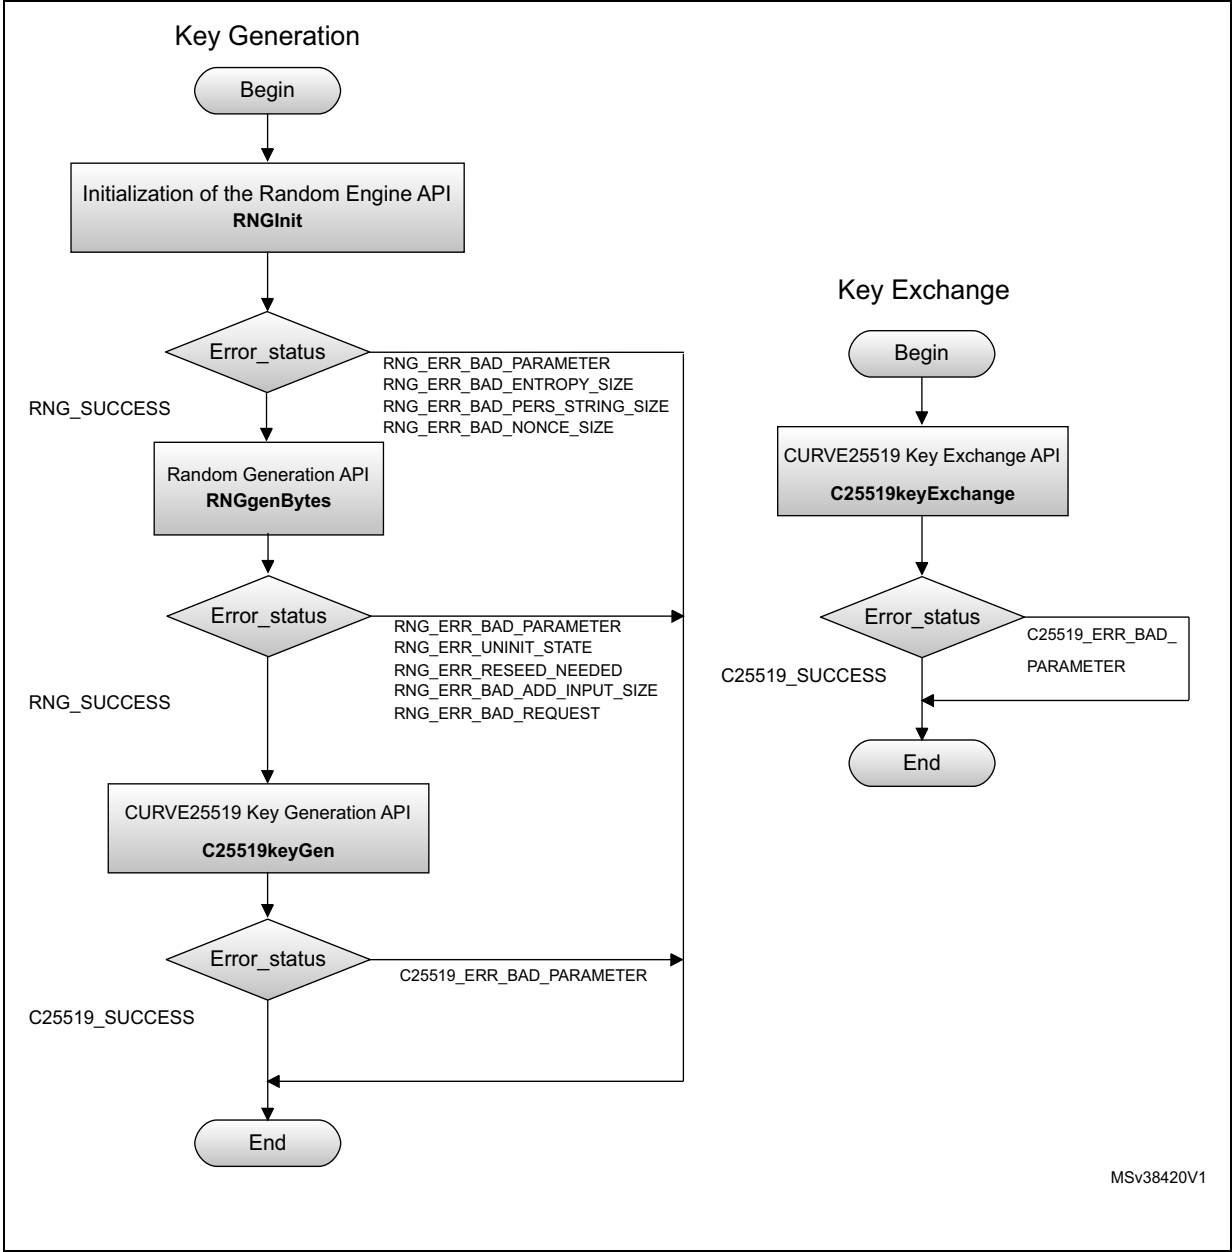 Key Generation
Begin
Initialization of the Random Engine API
RNGInit
Error_status
RNG_ERR_BAD_PARAMETER
RNG_ERR_BAD_ENTROPY_SIZE
RNG_ERR_BAD_PERS_STRING_SIZE
RNG_ERR_BAD_NONCE_SIZE
RNG_SUCCESS
Random Generation API
RNGgenBytes
Error_status
RNG_ERR_BAD_PARAMETER
RNG_ERR_UNINIT_STATE
RNG_ERR_RESEED_NEEDED
RNG_ERR_BAD_ADD_INPUT_SIZE
RNG_ERR_BAD_REQUEST
RNG_SUCCESS
CURVE25519 Key Generation API
C25519keyGen
Error_status
C25519_ERR_BAD_PARAMETER
C25519_SUCCESS
End
Key Exchange
Begin
CURVE25519 Key Exchange API
C25519keyExchange
Error_status
C25519_ERR_BAD_
PARAMETER
C25519_SUCCESS
End
MSv38420V1